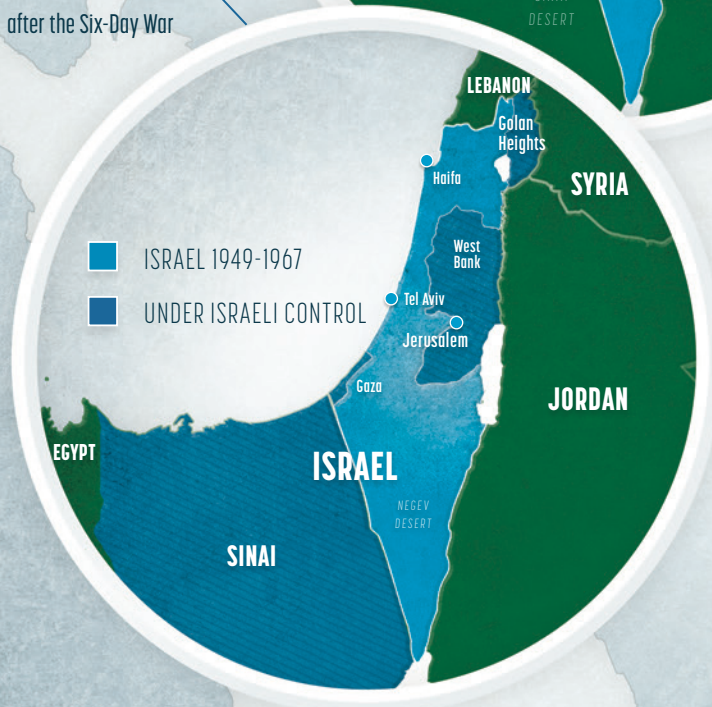 DESERT
after the Six-Day War
LEBANON
Golan
Heights
Haifa
SYRIA
ISRAEL 1949-1967
West
Bank
UNDER ISRAELI CONTROL
Tel Aviv
Jerusalem
Gaza
JORDAN
EGYPT
ISRAEL
NEGEV
DESERT
SINAI